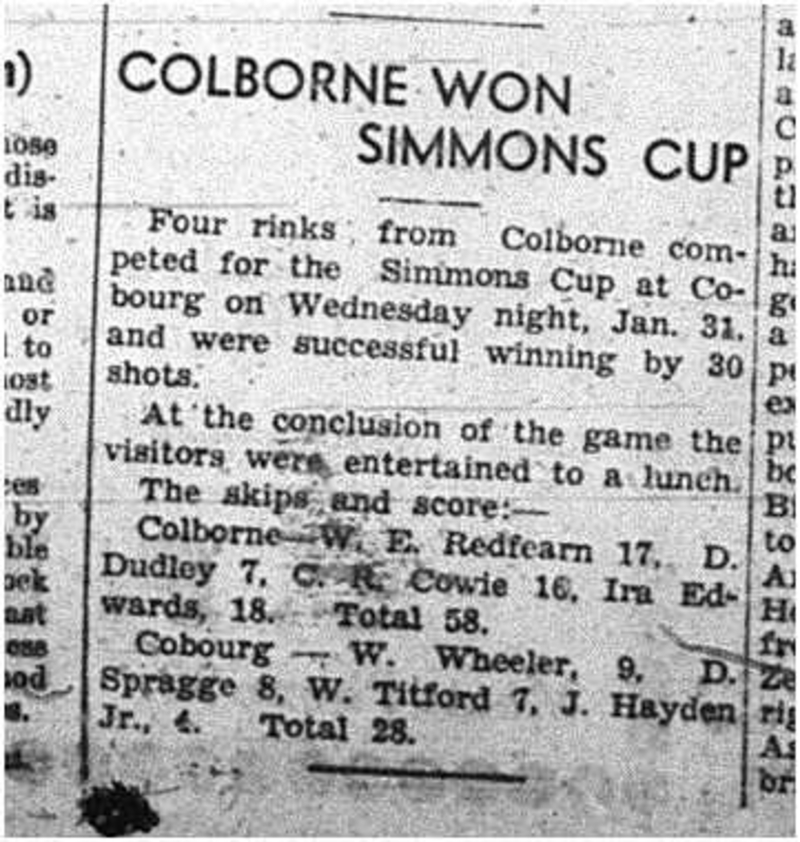 COLBORNE WON
SIMMONS CUP
Four rinks from Colborne com-
peted for the Simmons Cup at Co-
bourg on Wednesday night, Jan. 31,
and were successful winning by 30
shots.
At the conclusion of the game the
visitors were entertained to a lunch.
The skips and score:—
Colborne—W. E. Redfearn 17, D.
Dudley 7, C. R. Cowie 16, Ira Ed-
wards, 18. Total 58.
Cobourg — W. Wheeler, 9, D.
Spragge 8, W. Titford 7, J. Hayden
Jr., 4. Total 28.